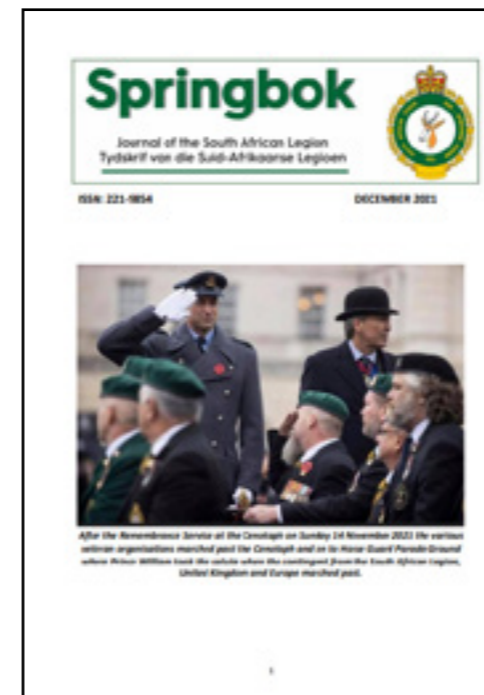 Springbok
Journal of the South African Legion
Tydskrif van die Suid-Afrikaanse Legioen
ISSN: 221-9854
DECEMBER 2021
After the Remembrance Service at the Cenotaph on Sunday 14 November 2021 the various
veteran organisations marched past the Cenotaph and on to Horse Guard Parade Ground
where Prince William took the salute when the contingent from the South African Legion,
United Kingdom and Europe marched past.